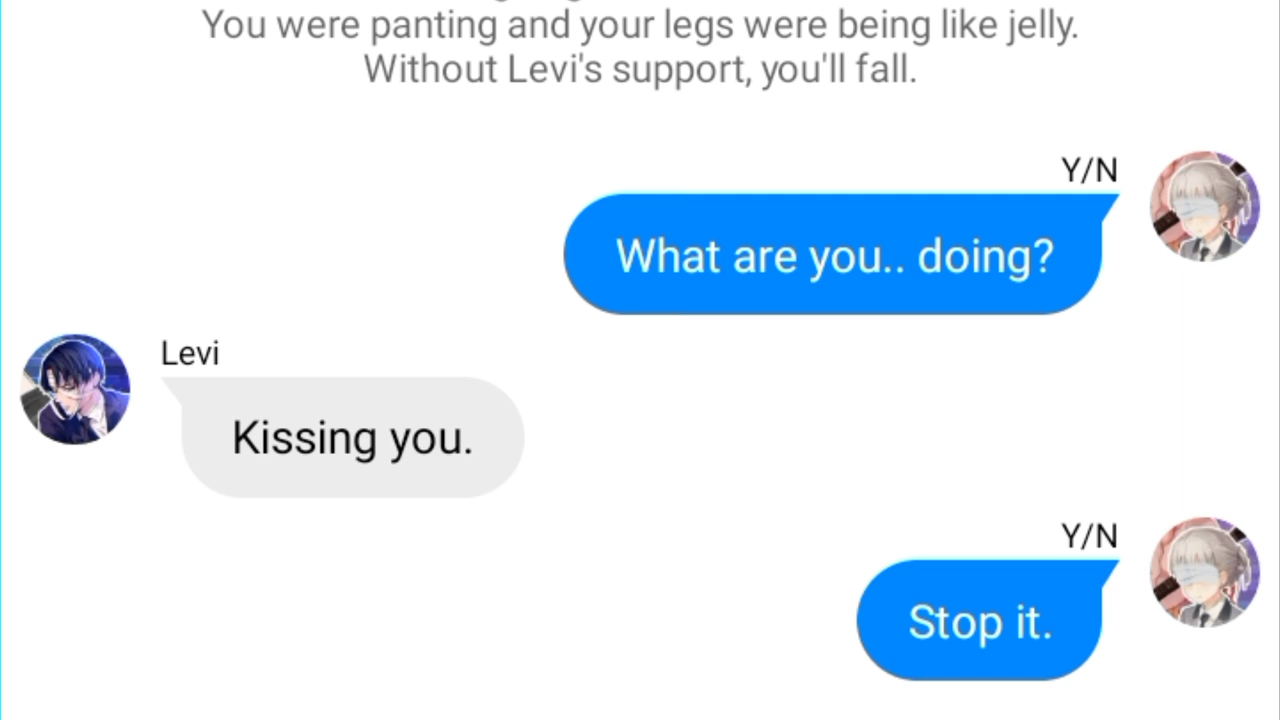 You were panting and your legs were being like jelly.
Without Levi's support, you'll fall.
Y/N
What are you.. doing?
Levi
Kissing you.
Y/N
Stop it.